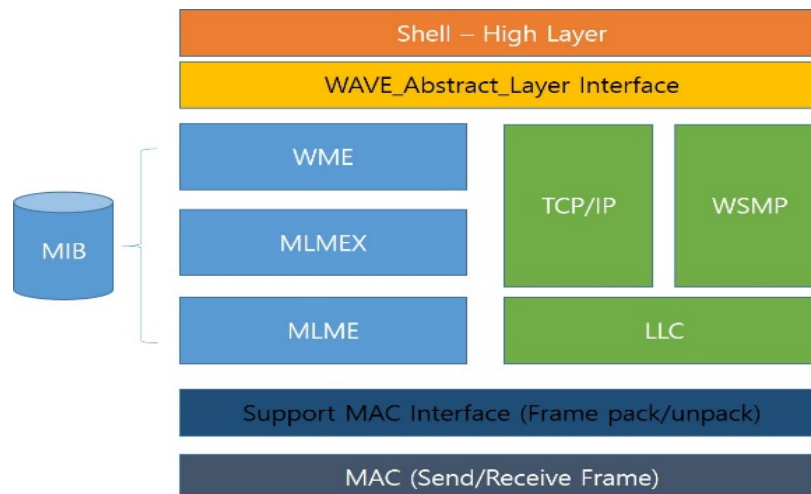 Shell – High Layer
WAVE_Abstract_Layer Interface
WME
TCP/IP
WSMP
MIB
MLMEX
MLME
LLC
Support MAC Interface (Frame pack/unpack)
MAC (Send/Receive Frame)